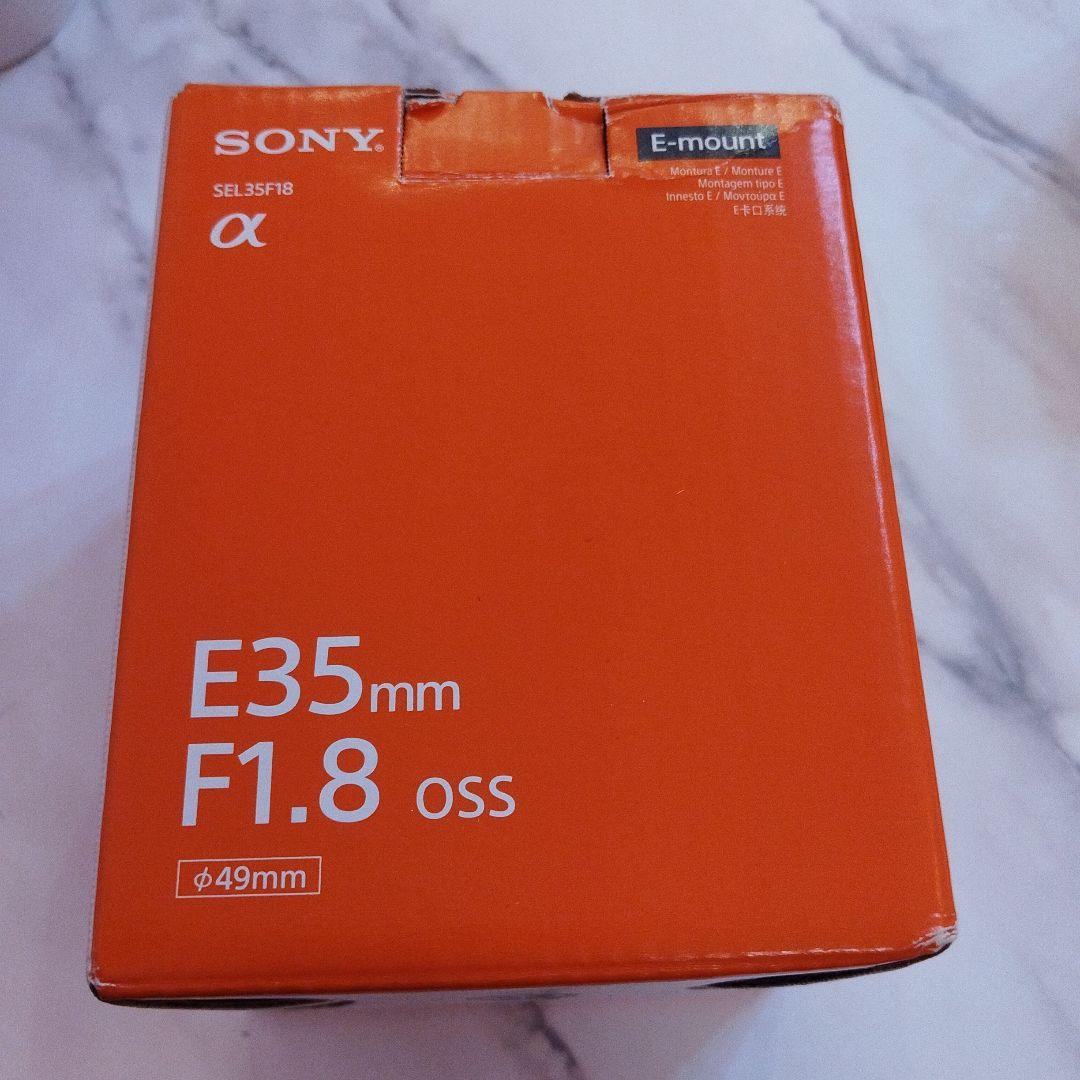 SONY®
SEL35F18
α
E-mount
Montura E / Monture E
Montagem tipo E
Innesto E / Μοντούρα E
E卡口系统
E35mm
F1.8 OSS
ϕ49mm